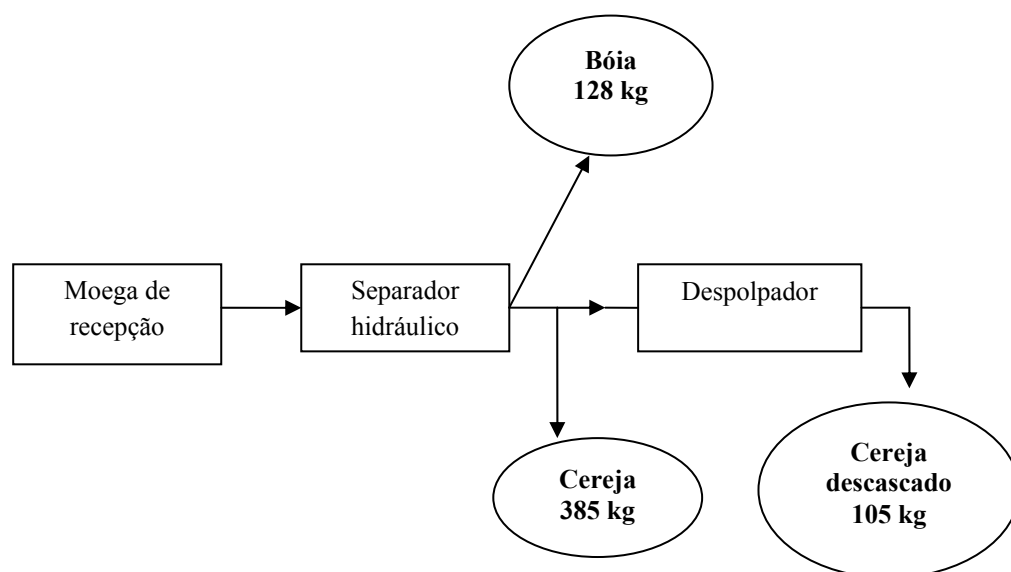 Bóia
128 kg
Moega de
recepção
Separador
hidráulico
Despolpador
Cereja
385 kg
Cereja
descascado
105 kg